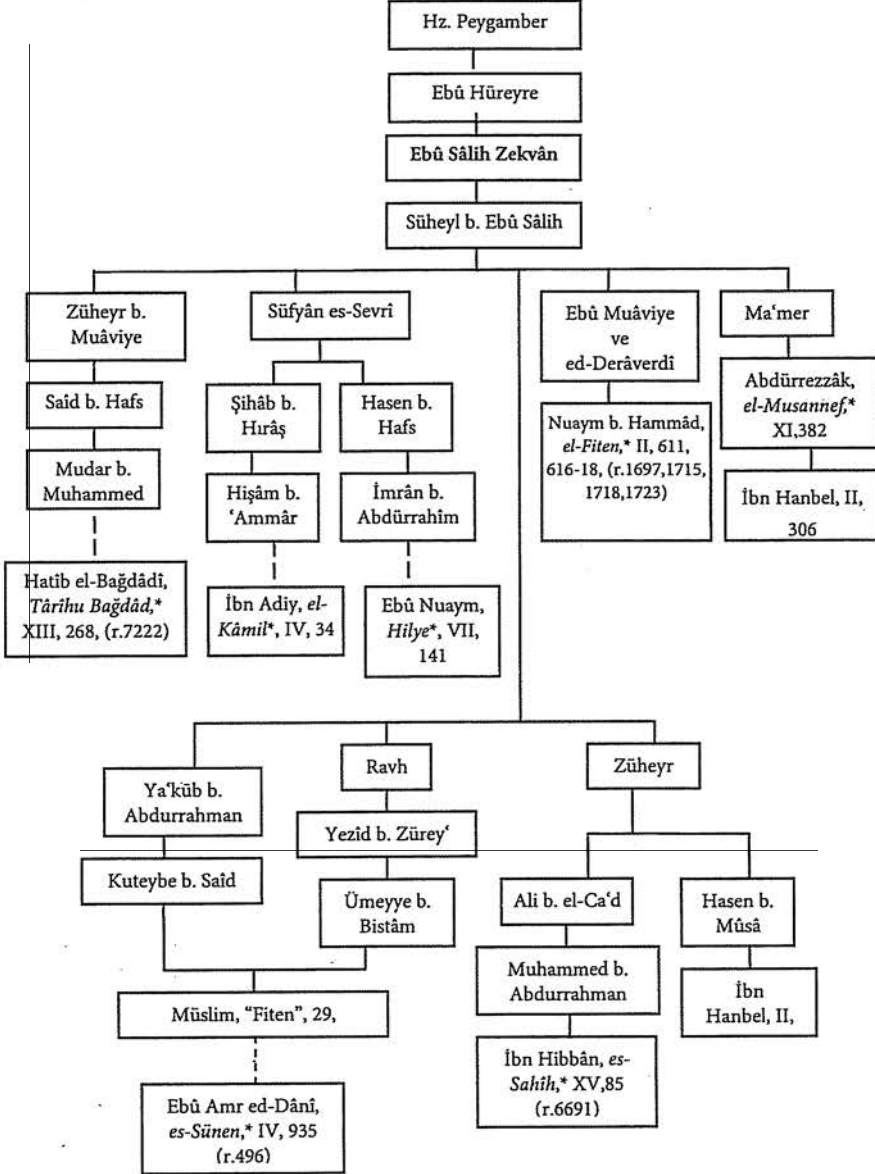 Hz. Peygamber
Ebû Hüreyre
Ebû Sâlih Zekvân
Süheyl b. Ebû Sâlih
Züheyr b.
Muâviye
Süfyân es-Sevrî
Ebû Muâviye
ve
ed-Derâverdî
Ma‘mer
Saîd b. Hafs
Şihâb b.
Hırâş
Hasen b.
Hafs
Nuaym b. Hammâd,
el-Fiten,* II, 611,
616-18, (r.1697,1715,
1718,1723)
Abdürrezzâk,
el-Musannef,*
XI,382
Mudar b.
Muhammed
Hişâm b.
‘Ammâr
İmrân b.
Abdürrahîm
İbn Hanbel, II,
306
Hatîb el-Bağdâdî,
Târîhu Bağdâd,*
XIII, 268, (r.7222)
İbn Adiy, el-
Kâmil*, IV, 34
Ebû Nuaym,
Hilye*, VII,
141
Ya‘kûb b.
Abdurrahman
Ravh
Züheyr
Kuteybe b. Saîd
Yezîd b. Zürey‘
Ümeyye b.
Bistâm
Ali b. el-Ca‘d
Hasen b.
Mûsâ
Müslim, “Fiten”, 29,
Muhammed b.
Abdurrahman
İbn
Hanbel, II,
Ebû Amr ed-Dânî,
es-Sünen,* IV, 935
(r.496)
İbn Hibbân, es-
Sahîh,* XV,85
(r.6691)